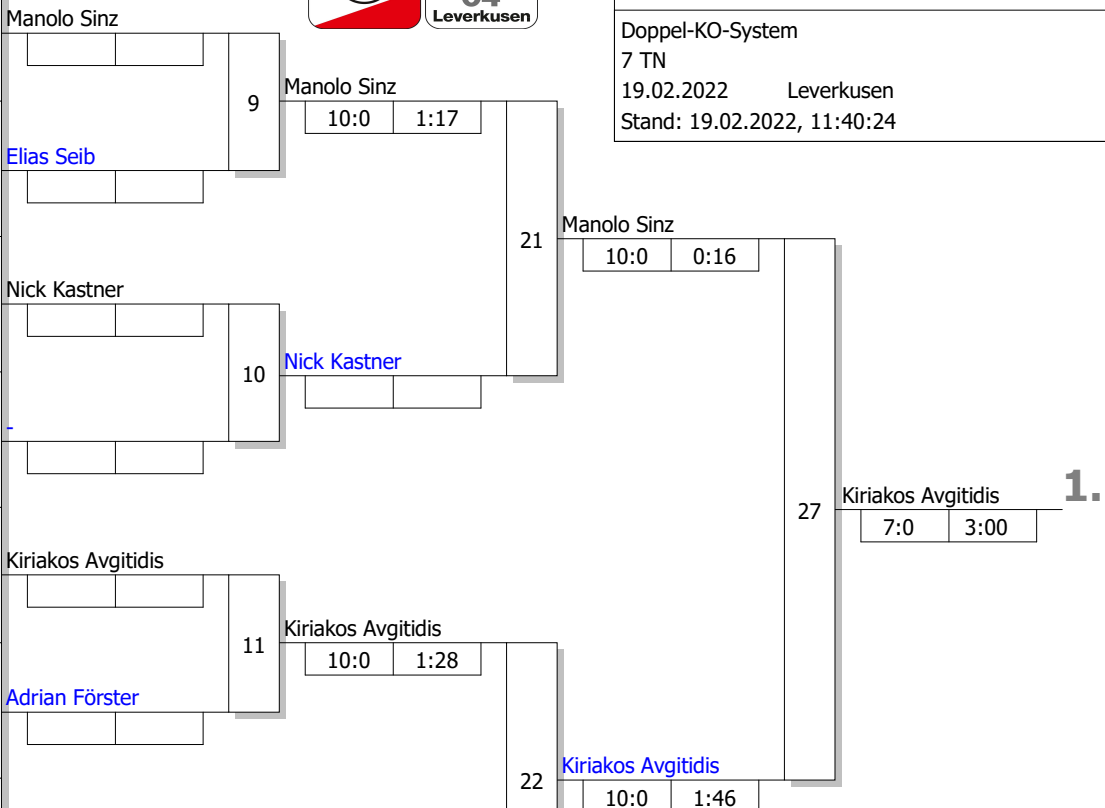 Manolo Sinz
Leverkusen
Doppel-KO-System
7 TN
19.02.2022 Leverkusen
Stand: 19.02.2022, 11:40:24
9
Manolo Sinz
10:0 1:17
Elias Seib
21
Manolo Sinz
10:0 0:16
Nick Kastner
10
Nick Kastner
-
27
Kiriakos Avgitidis 1.
7:0 3:00
Kiriakos Avgitidis
11
Kiriakos Avgitidis
10:0 1:28
Adrian Förster
22
Kiriakos Avgitidis
10:0 1:46